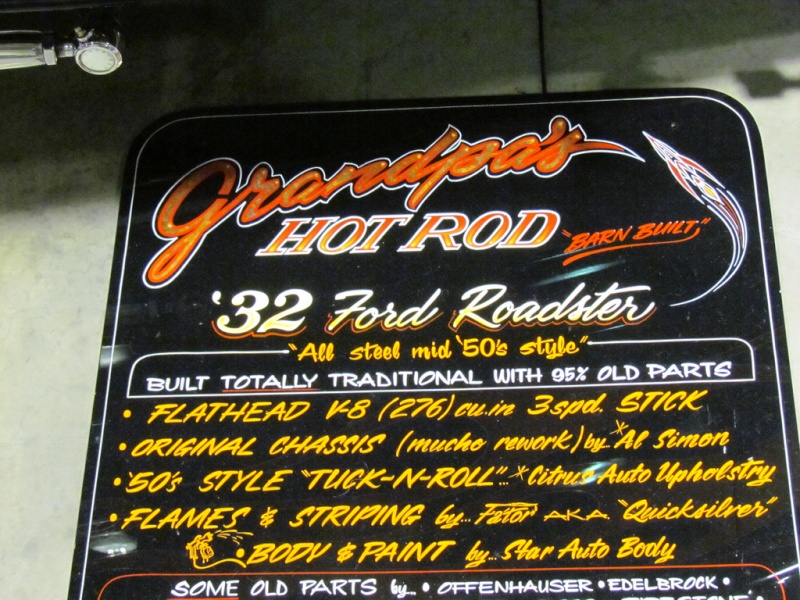 Grandpa's
HOT ROD "BARN BUILT,"
'32 Ford Roadster
"All steel mid '50's style"
BUILT TOTALLY TRADITIONAL WITH 95% OLD PARTS
• FLATHEAD V-8 (276) cu.in 3spd. STICK
• ORIGINAL CHASSIS (mucho rework) by... *Al Simon
• '50's STYLE "TUCK-N-ROLL"... *Citrus Auto Upholstry
• FLAMES & STRIPING by... A.K.A. "Quicksilver"
• BODY & PAINT by... Star Auto Body
SOME OLD PARTS by... • OFFENHAUSER • EDELBROCK •